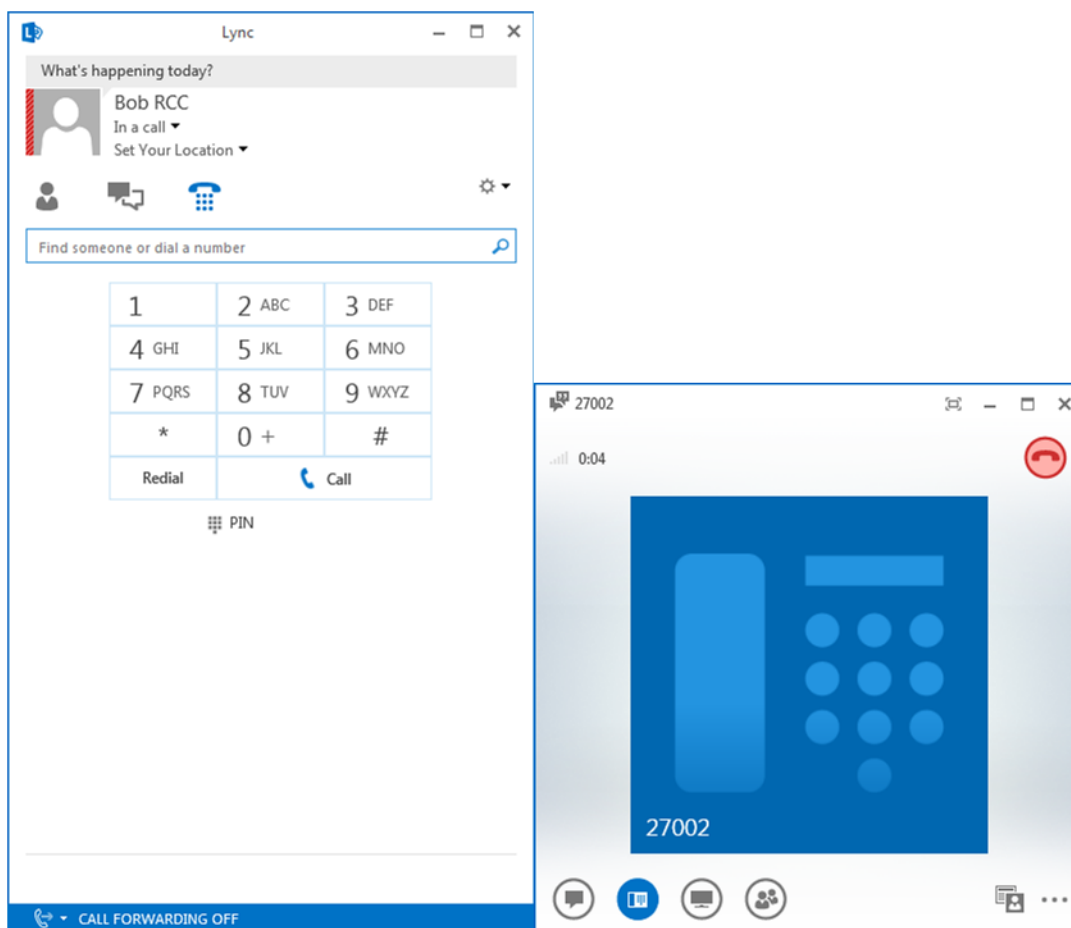 Lync
What's happening today?
Bob RCC
In a call
Set Your Location
Find someone or dial a number
1 2 ABC 3 DEF
4 GHI 5 JKL 6 MNO
7 PQRS 8 TUV 9 WXYZ
* 0 + #
Redial Call
PIN
CALL FORWARDING OFF
27002
0:04
27002